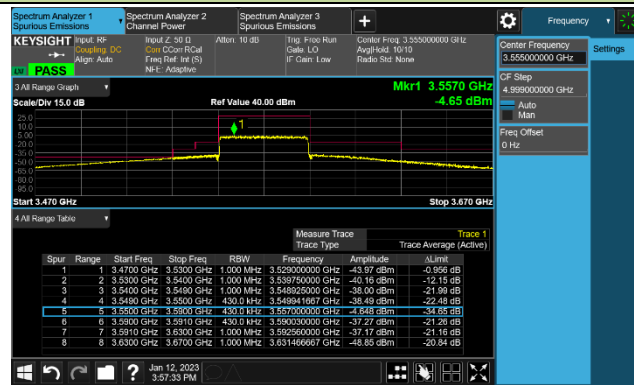 Spectrum Analyzer 1
Spurious Emissions
Spectrum Analyzer 2
Channel Power
Spectrum Analyzer 3
Spurious Emissions
Frequency
KEYSIGHT
Input: RF
Coupling: DC
Align: Auto
Input Z: 50 Ω
Corr CCorr RCal
Freq Ref: Int (S)
NFE: Adaptive
Atten: 10 dB
Trig: Free Run
Gate: LO
IF Gain: Low
Center Freq: 3.555000000 GHz
Avg|Hold: 10/10
Radio Std: None
PASS
Center Frequency
3.555000000 GHz
Settings
CF Step
4.999000000 GHz
Auto
Man
Freq Offset
0 Hz
3 All Range Graph
Scale/Div 15.0 dB
Ref Value 40.00 dBm
Mkr1 3.5570 GHz
-4.65 dBm
25.0
10.0
5.00
20.0
35.0
50.0
65.0
80.0
95.0
1
Start 3.470 GHz
Stop 3.670 GHz
4 All Range Table
Measure Trace Trace 1
Trace Type Trace Average (Active)
Spur Range Start Freq Stop Freq RBW Frequency Amplitude ΔLimit
1 1 3.4700 GHz 3.5300 GHz 1.000 MHz 3.529000000 GHz -43.97 dBm -0.956 dB
2 2 3.5300 GHz 3.5400 GHz 1.000 MHz 3.539750000 GHz -40.16 dBm -12.15 dB
3 3 3.5400 GHz 3.5490 GHz 1.000 MHz 3.548925000 GHz -38.00 dBm -21.99 dB
4 4 3.5490 GHz 3.5500 GHz 430.0 kHz 3.549941667 GHz -38.49 dBm -22.48 dB
5 5 3.5500 GHz 3.5900 GHz 430.0 kHz 3.557000000 GHz -4.648 dBm -34.65 dB
6 6 3.5900 GHz 3.5910 GHz 430.0 kHz 3.590030000 GHz -37.27 dBm -21.26 dB
7 7 3.5910 GHz 3.6300 GHz 1.000 MHz 3.592560000 GHz -37.17 dBm -21.16 dB
8 8 3.6300 GHz 3.6700 GHz 1.000 MHz 3.631466667 GHz -48.85 dBm -20.84 dB
Jan 12, 2023
3:57:33 PM